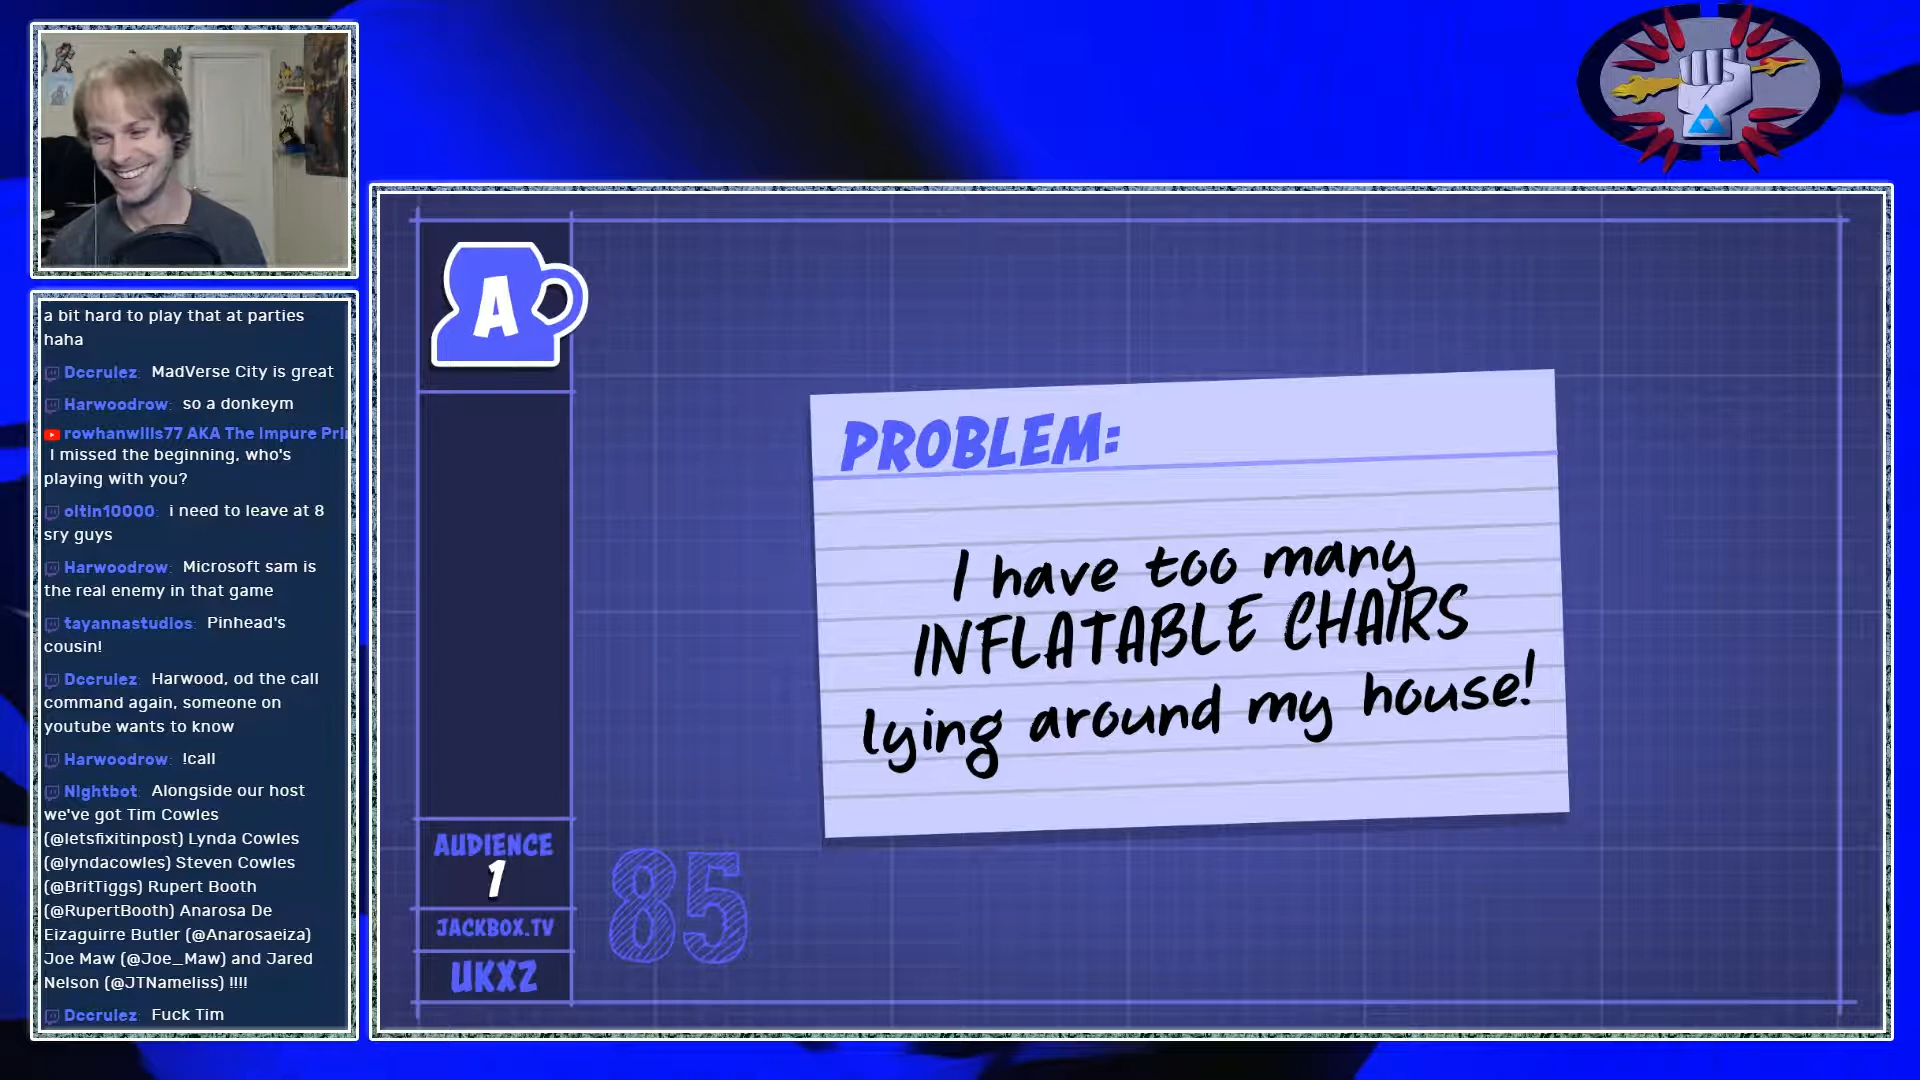 a bit hard to play that at parties
haha
Dccrulez: MadVerse City is great
Harwoodrow: so a donkeym
rowhanwills77 AKA The Impure Pri
I missed the beginning, who's
playing with you?
oltin10000: i need to leave at 8
sry guys
Harwoodrow: Microsoft sam is
the real enemy in that game
tayannastudios: Pinhead's
cousin!
Dccrulez: Harwood, od the call
command again, someone on
youtube wants to know
Harwoodrow: !call
Nightbot: Alongside our host
we've got Tim Cowles
(@letsfixitinpost) Lynda Cowles
(@lyndacowles) Steven Cowles
(@BritTiggs) Rupert Booth
(@RupertBooth) Anarosa De
Eizaguirre Butler (@Anarosaeiza)
Joe Maw (@Joe_Maw) and Jared
Nelson (@JTNameliss) !!!!
Dccrulez: Fuck Tim
A
AUDIENCE
1
JACKBOX.TV
UKXZ
85
PROBLEM:
I have too many
INFLATABLE CHAIRS
lying around my house!